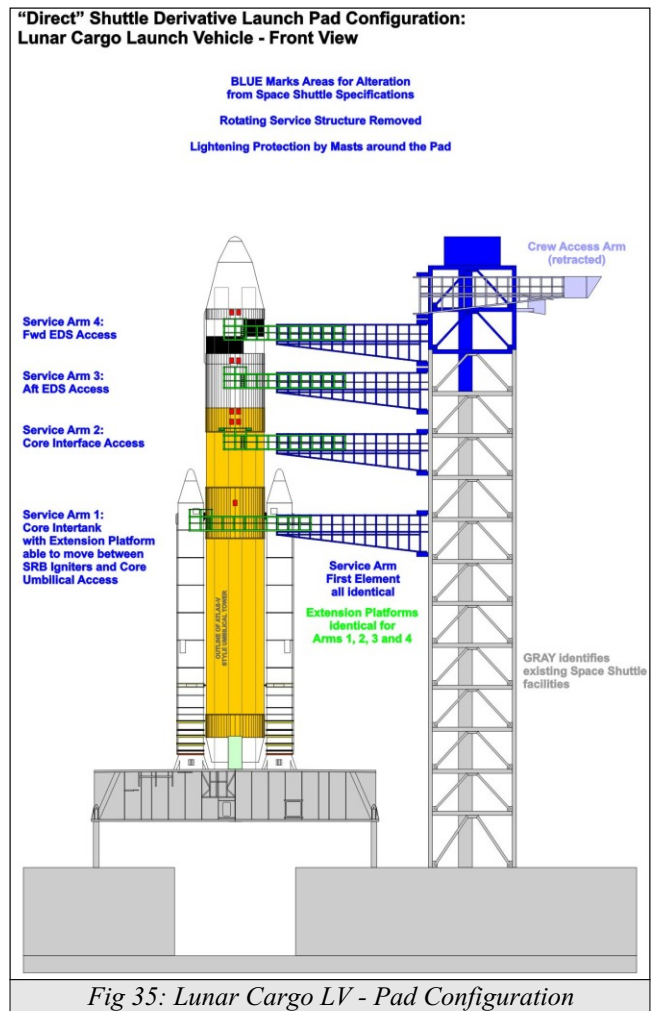 “Direct” Shuttle Derivative Launch Pad Configuration:
Lunar Cargo Launch Vehicle - Front View
BLUE Marks Areas for Alteration
from Space Shuttle Specifications
Rotating Service Structure Removed
Lightening Protection by Masts around the Pad
Crew Access Arm
(retracted)
Service Arm 4:
Fwd EDS Access
Service Arm 3:
Aft EDS Access
Service Arm 2:
Core Interface Access
Service Arm 1:
Core Intertank
with Extension Platform
able to move between
SRB Igniters and Core
Umbilical Access
Service Arm
First Element
all identical
Extension Platforms
identical for
Arms 1, 2, 3 and 4
OUTLINE OF ATLAS-V
STYLE UMBILICAL TOWER
GRAY identifies
existing Space Shuttle
facilities
Fig 35: Lunar Cargo LV - Pad Configuration